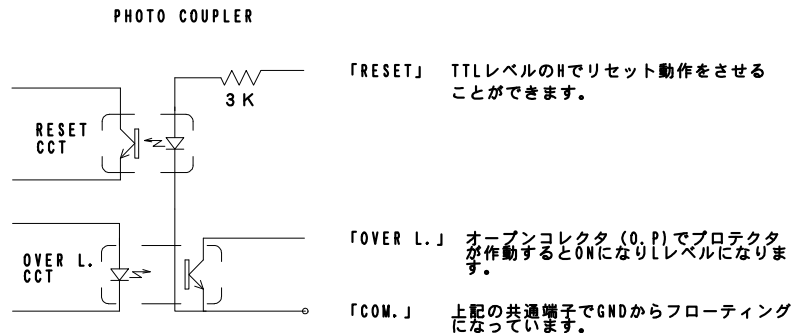 PHOTO COUPLER
3K
「RESET」 TTLレベルのHでリセット動作をさせる
ことができます。
RESET
CCT
「OVER L.」 オープンコレクタ (O.P)でプロテクタ
が作動するとONになりLレベルになりま
す。
OVER L.
CCT
「COM.」 上記の共通端子でGNDからフローティング
になっています。